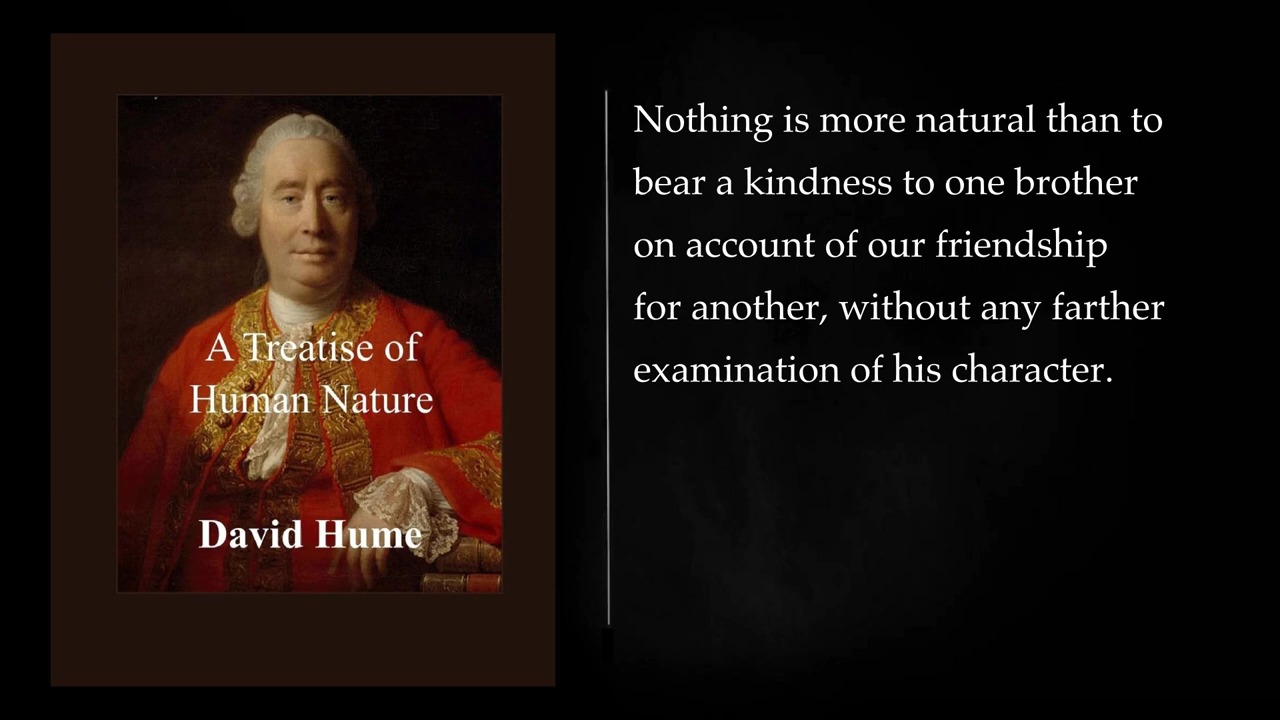 A Treatise of
Human Nature
David Hume
Nothing is more natural than to
bear a kindness to one brother
on account of our friendship
for another, without any farther
examination of his character.